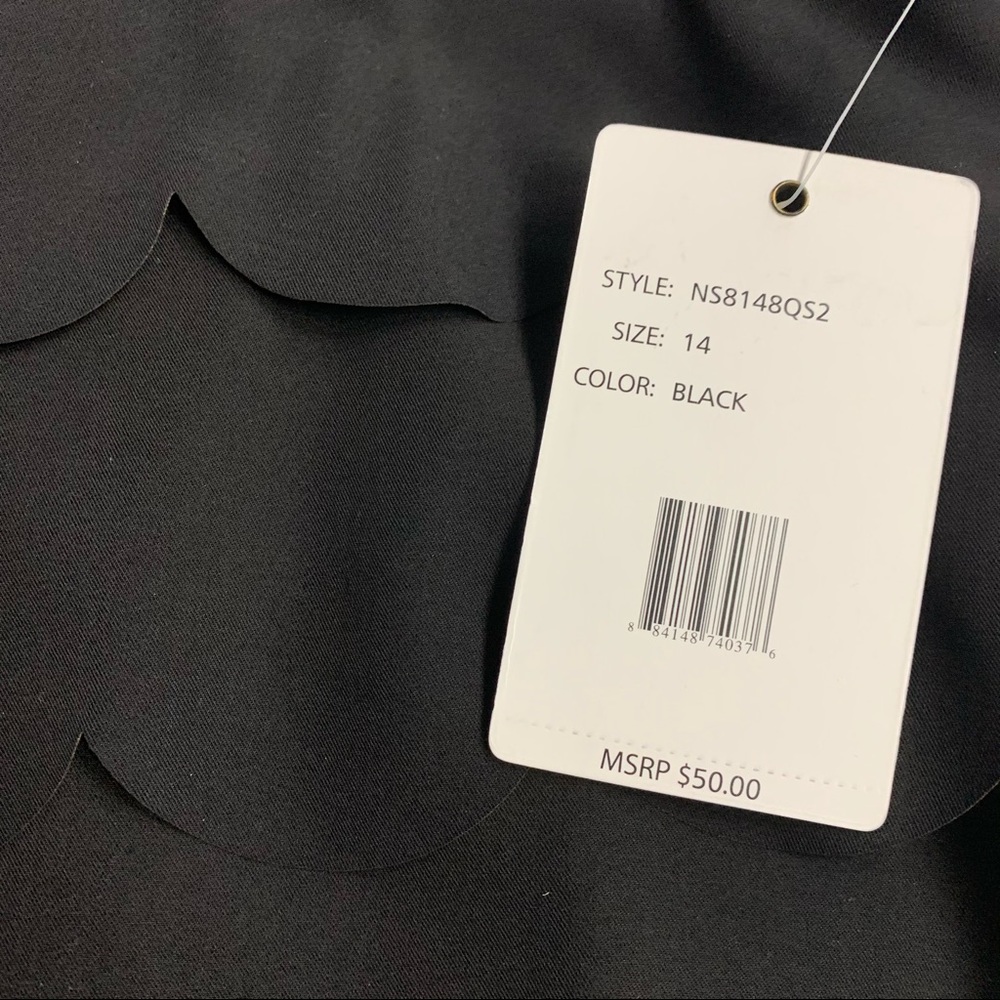 STYLE: NS8148QS2
SIZE: 14
COLOR: BLACK
8 84148 74037 6
MSRP $50.00